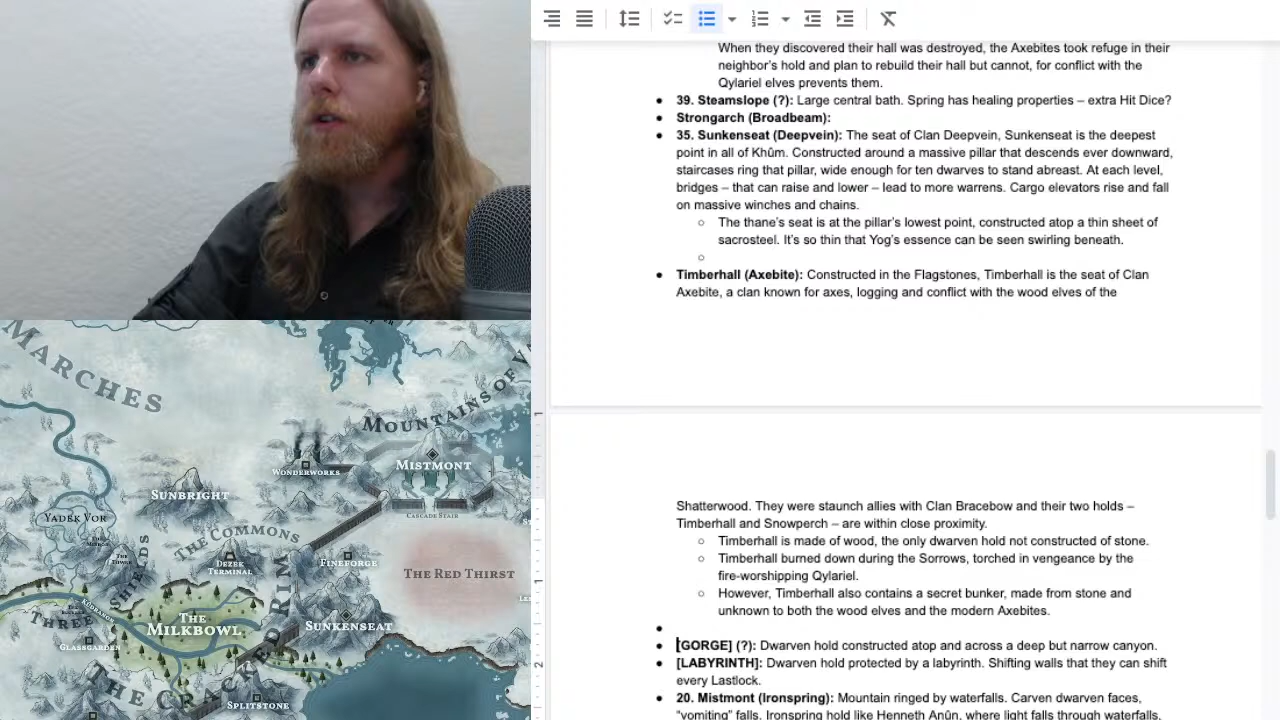 When they discovered their hall was destroyed, the Axebites took refuge in their
neighbor's hold and plan to rebuild their hall but cannot, for conflict with the
Qylariel elves prevents them.
● 39. Steamslope (?): Large central bath. Spring has healing properties – extra Hit Dice?
● Strongarch (Broadbeam):
● 35. Sunkenseat (Deepvein): The seat of Clan Deepvein, Sunkenseat is the deepest
point in all of Khûm. Constructed around a massive pillar that descends ever downward,
staircases ring that pillar, wide enough for ten dwarves to stand abreast. At each level,
bridges – that can raise and lower – lead to more warrens. Cargo elevators rise and fall
on massive winches and chains.
○ The thane's seat is at the pillar's lowest point, constructed atop a thin sheet of
sacrosteel. It's so thin that Yog's essence can be seen swirling beneath.
○
● Timberhall (Axebite): Constructed in the Flagstones, Timberhall is the seat of Clan
Axebite, a clan known for axes, logging and conflict with the wood elves of the
Shatterwood. They were staunch allies with Clan Bracebow and their two holds –
Timberhall and Snowperch – are within close proximity.
○ Timberhall is made of wood, the only dwarven hold not constructed of stone.
○ Timberhall burned down during the Sorrows, torched in vengeance by the
fire-worshipping Qylariel.
○ However, Timberhall also contains a secret bunker, made from stone and
unknown to both the wood elves and the modern Axebites.
●
● [GORGE] (?): Dwarven hold constructed atop and across a deep but narrow canyon.
● [LABYRINTH]: Dwarven hold protected by a labyrinth. Shifting walls that they can shift
every Lastlock.
● 20. Mistmont (Ironspring): Mountain ringed by waterfalls. Carven dwarven faces,
"vomiting" falls. Ironspring hold like Henneth Anûn, where light falls through waterfalls,
1
1
2
MARCHES
MOUNTAINS OF
WONDERWORKS
MISTMONT
SUNBRIGHT
CASCADE STAIR
YADEK VOR
THE COMMONS
DEZEK
TERMINAL
FINEFORGE
THE RED THIRST
THREE
SHIELDS
THE
MILKBOWL
SUNKENSEAT
GLASSGARDEN
THE CRACK
RIM
SPLITSTONE